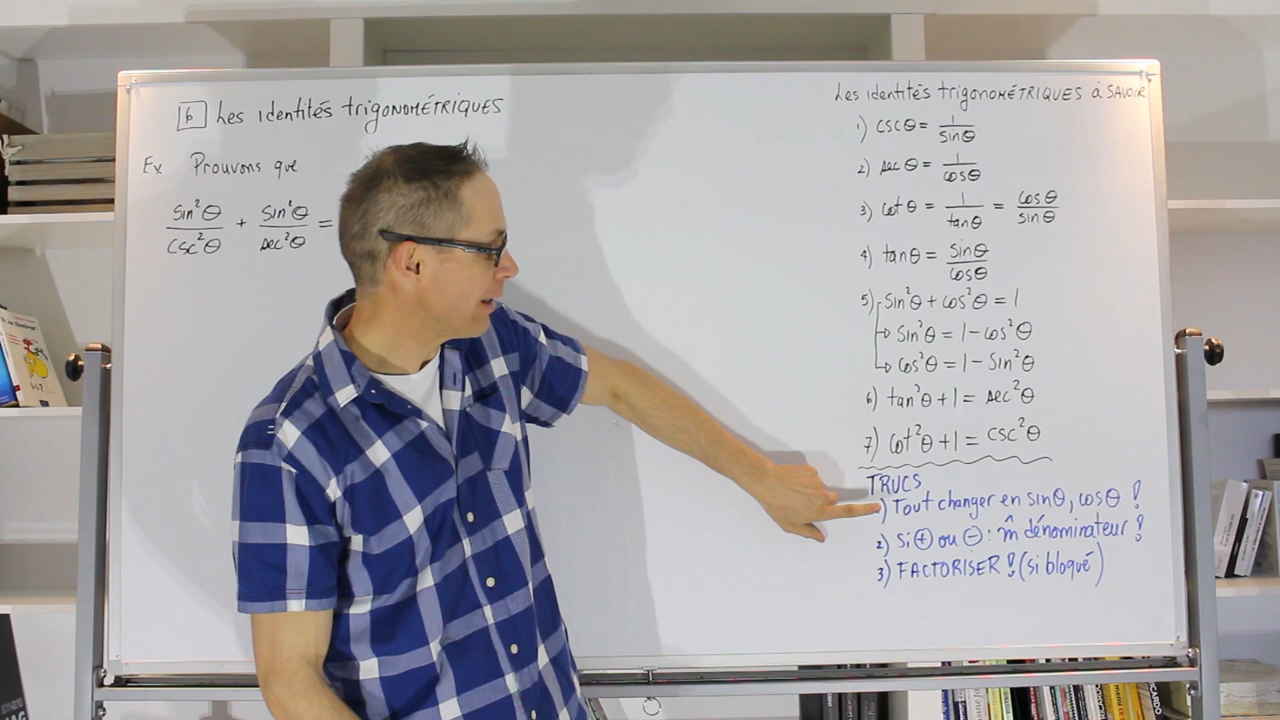 6 Les identités trigonométriques
Ex Prouvons que
sin²θ/csc²θ + sin²θ/sec²θ =
Les identités trigonométriques à savoir
1) cscθ = 1/sinθ
2) sec θ = 1/cosθ
3) cot θ = 1/tanθ = cosθ/sinθ
4) tanθ = sinθ/cosθ
5) sin²θ + cos²θ = 1
sin²θ = 1 - cos²θ
cos²θ = 1 - sin²θ
6) tan²θ + 1 = sec²θ
7) cot²θ + 1 = csc²θ
TRUCS
1) Tout changer en sinθ, cosθ !
2) si ⊕ ou ⊖ : m̂ dénominateur !
3) FACTORISER ! (si bloqué)